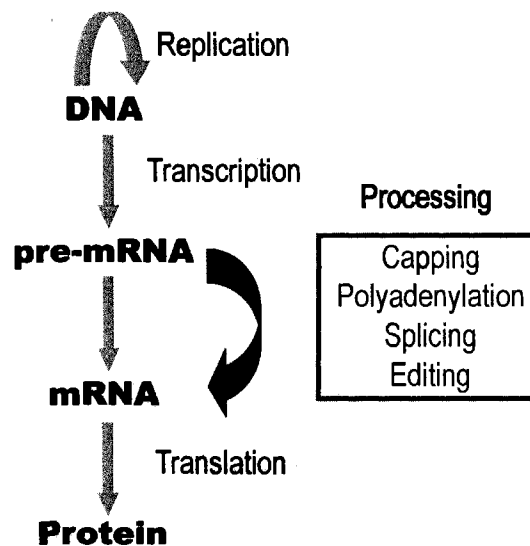 Replication
DNA
Transcription
Processing
pre-mRNA
Capping
Polyadenylation
Splicing
Editing
mRNA
Translation
Protein